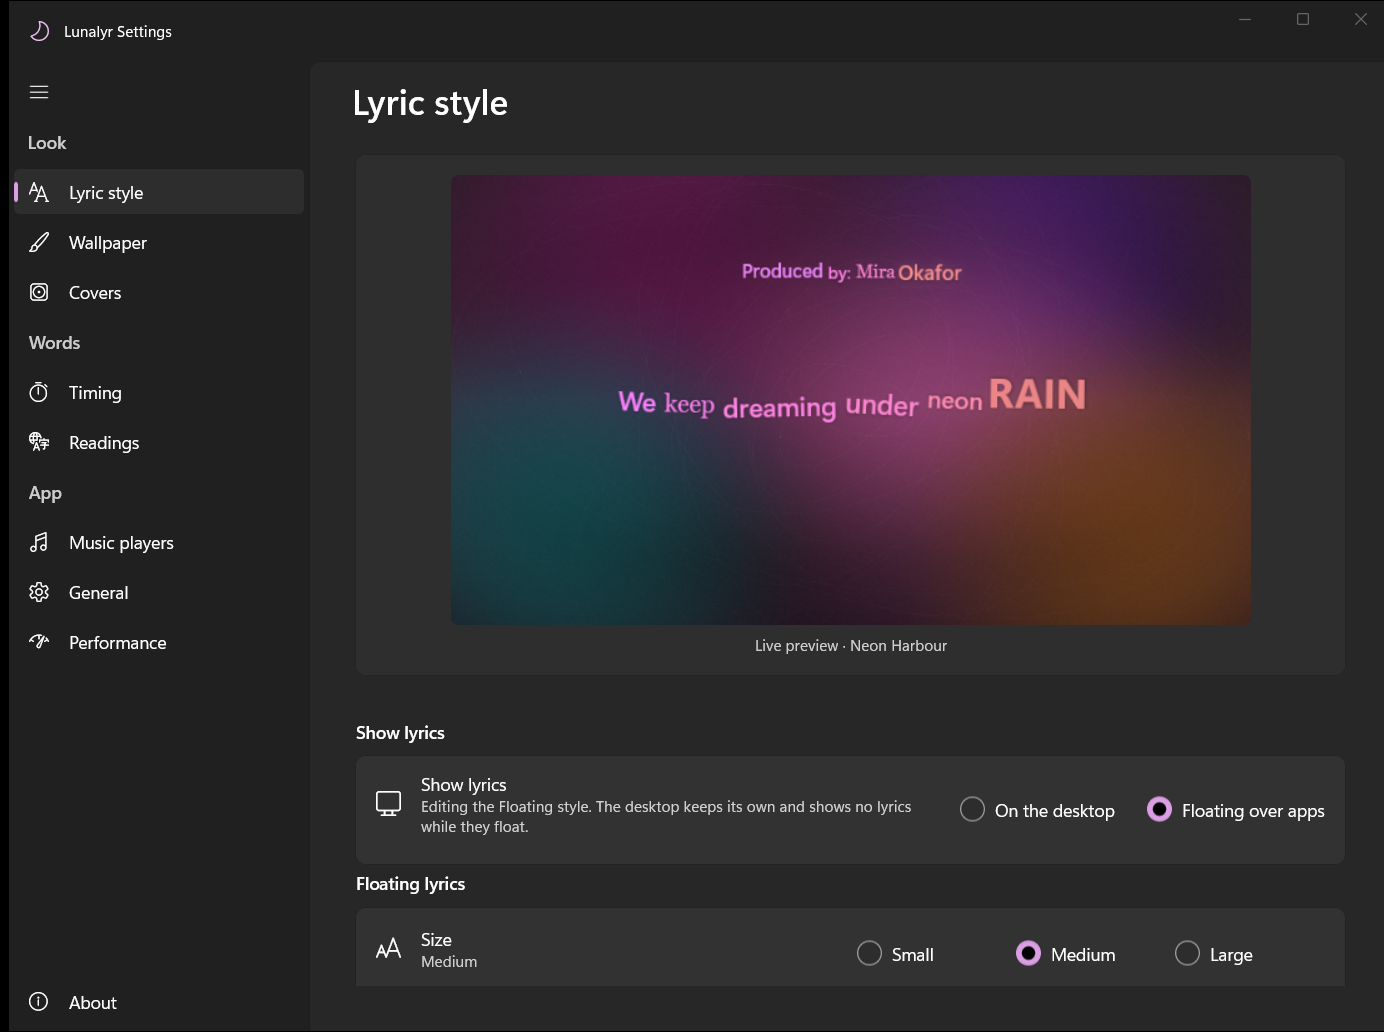 Lunalyr Settings
Look
Lyric style
Wallpaper
Covers
Words
Timing
Readings
App
Music players
General
Performance
About
Lyric style
Produced by: Mira Okafor
We keep dreaming under neon RAIN
Live preview · Neon Harbour
Show lyrics
Show lyrics
Editing the Floating style. The desktop keeps its own and shows no lyrics
while they float.
On the desktop
Floating over apps
Floating lyrics
Size
Medium
Small
Medium
Large